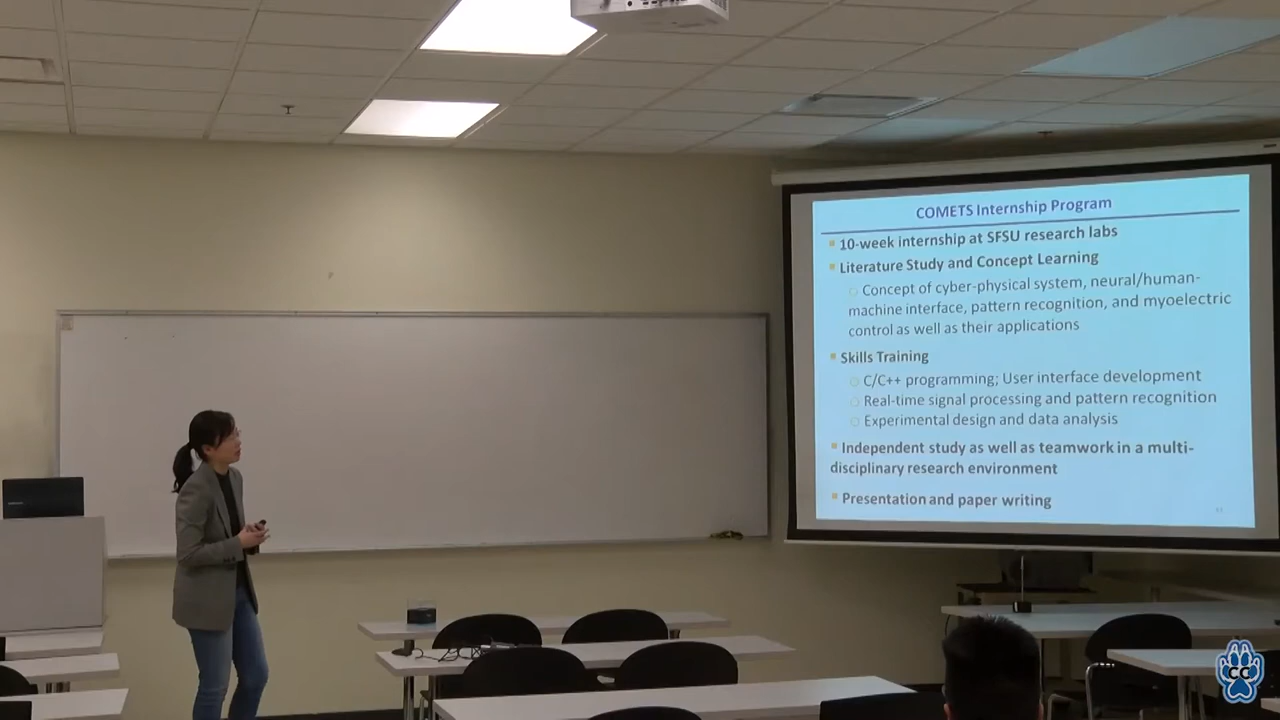 COMETS Internship Program
10-week internship at SFSU research labs
Literature Study and Concept Learning
Concept of cyber-physical system, neural/human-
machine interface, pattern recognition, and myoelectric
control as well as their applications
Skills Training
C/C++ programming; User interface development
Real-time signal processing and pattern recognition
Experimental design and data analysis
Independent study as well as teamwork in a multi-
disciplinary research environment
Presentation and paper writing
CC